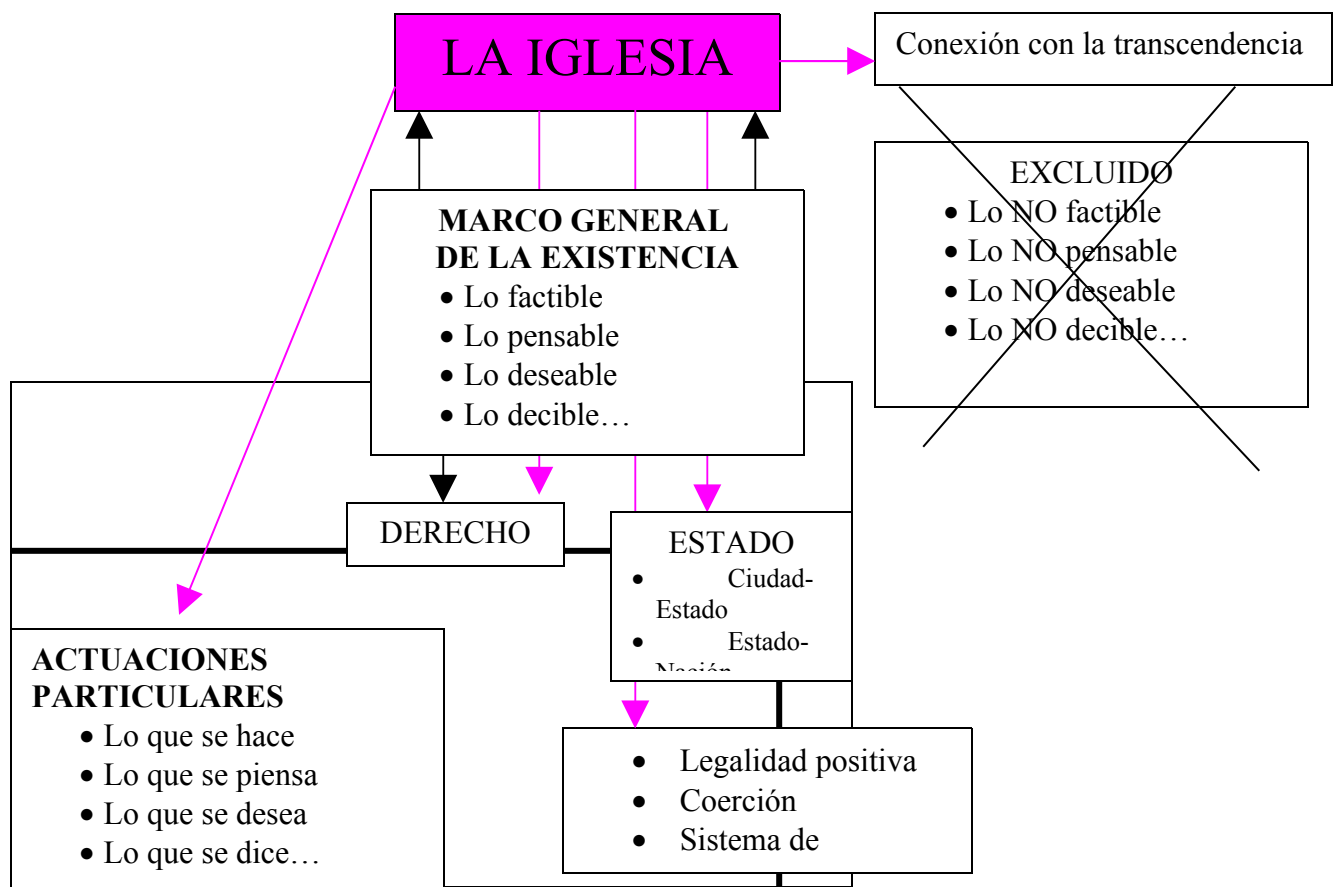 LA IGLESIA
Conexión con la transcendencia
EXCLUIDO
• Lo NO factible
• Lo NO pensable
• Lo NO deseable
• Lo NO decible…
MARCO GENERAL
DE LA EXISTENCIA
• Lo factible
• Lo pensable
• Lo deseable
• Lo decible…
DERECHO
ESTADO
• Ciudad-
Estado
• Estado-
Nación
ACTUACIONES
PARTICULARES
• Lo que se hace
• Lo que se piensa
• Lo que se desea
• Lo que se dice…
• Legalidad positiva
• Coerción
• Sistema de